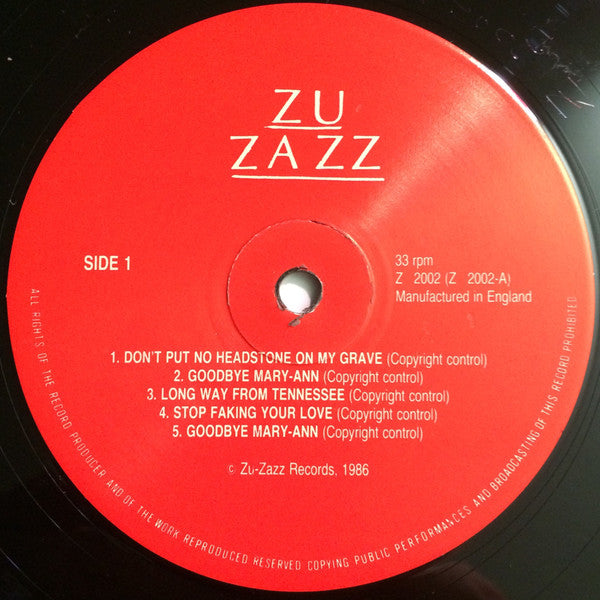 ZU
ZAZZ
SIDE 1
33 rpm
Z 2002 (Z 2002-A)
Manufactured in England
1. DON'T PUT NO HEADSTONE ON MY GRAVE (Copyright control)
2. GOODBYE MARY-ANN (Copyright control)
3. LONG WAY FROM TENNESSEE (Copyright control)
4. STOP FAKING YOUR LOVE (Copyright control)
5. GOODBYE MARY-ANN (Copyright control)
© Zu-Zazz Records, 1986
ALL RIGHTS OF THE RECORD PRODUCER AND OF THE WORK REPRODUCED RESERVED COPYING PUBLIC PERFORMANCES AND BROADCASTING OF THIS RECORD PROHIBITED